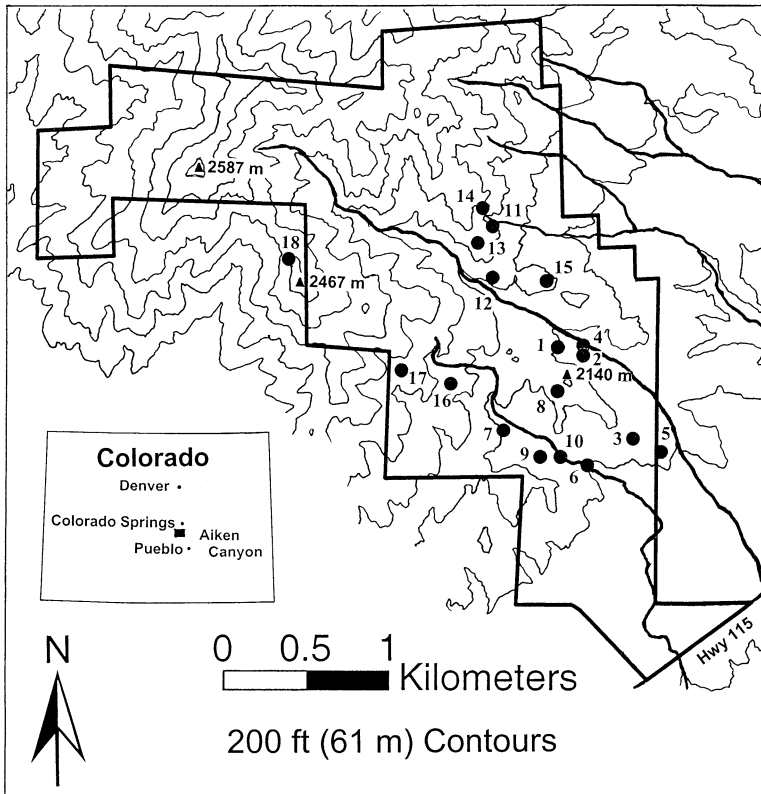 2587 m
14
11
13
18
2467 m
12
15
1
4
2
2140 m
17
16
8
7
3
5
9
10
6
Colorado
Denver
Colorado Springs
Aiken
Pueblo
Canyon
Hwy 115
N
0 0.5 1
Kilometers
200 ft (61 m) Contours